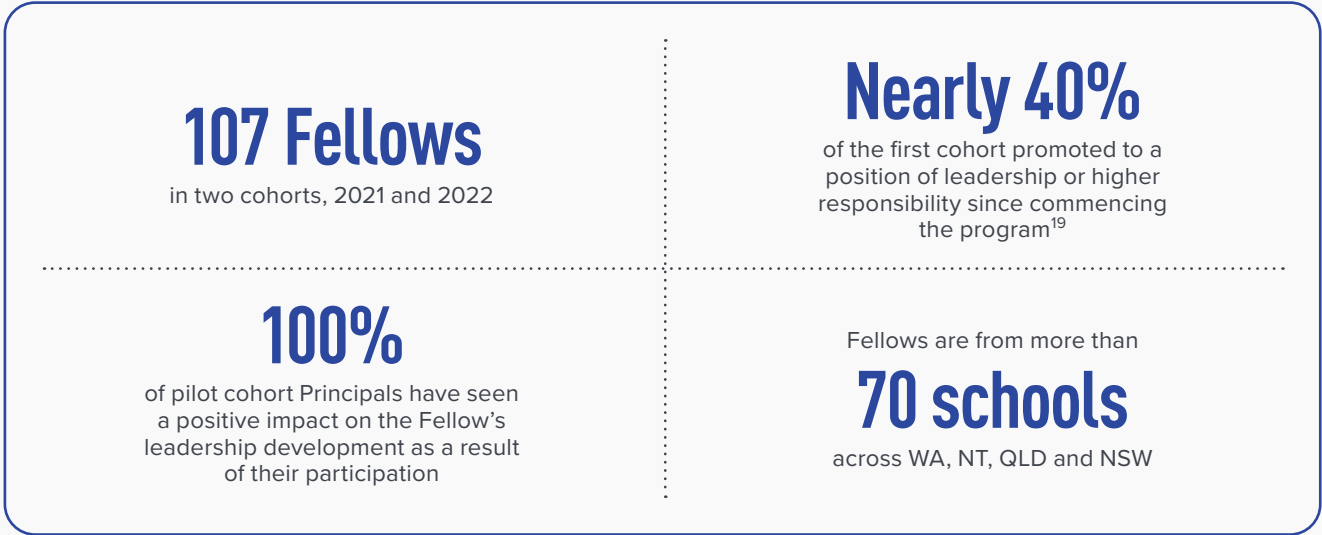 107 Fellows
in two cohorts, 2021 and 2022
Nearly 40%
of the first cohort promoted to a
position of leadership or higher
responsibility since commencing
the program19
100%
of pilot cohort Principals have seen
a positive impact on the Fellow’s
leadership development as a result
of their participation
Fellows are from more than
70 schools
across WA, NT, QLD and NSW